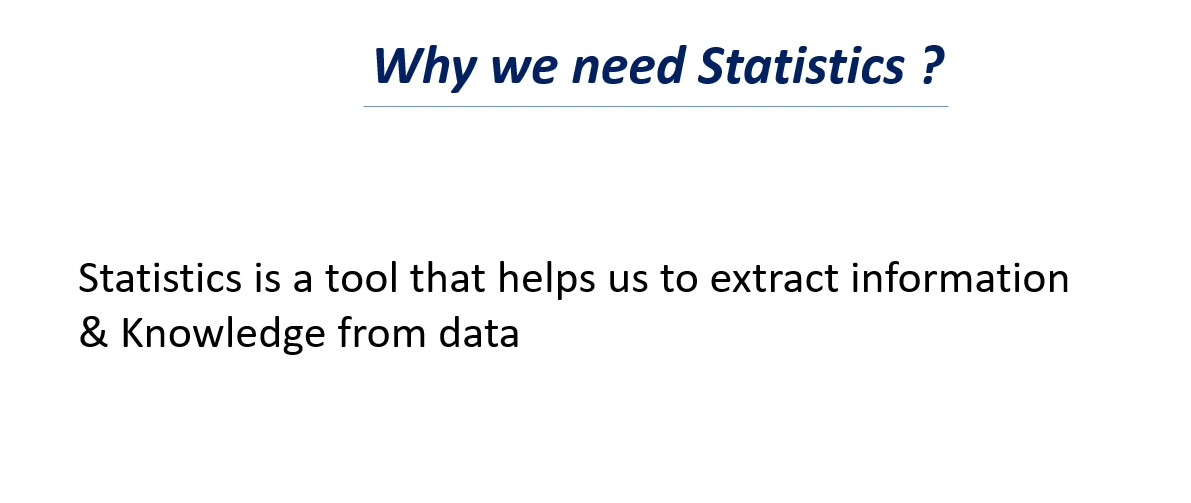 Why we need Statistics ?
Statistics is a tool that helps us to extract information
& Knowledge from data